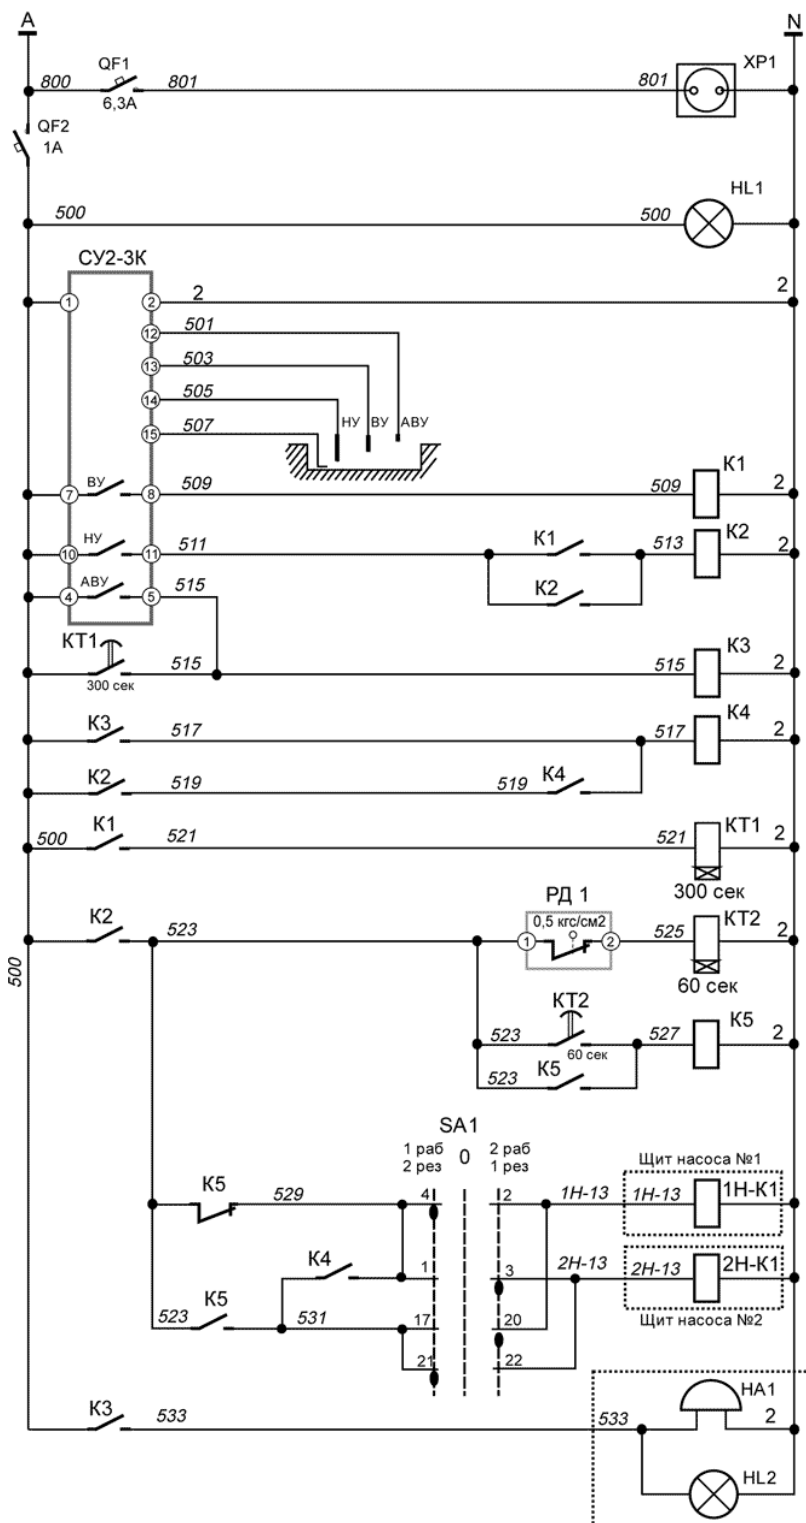 A N
QF1 XP1
800 801 801
6,3A
QF2
1A
HL1
500 500
СУ2-3К
1 2 2 2
12 501
13 503
14 505
НУ ВУ АВУ
15 507
К1
7 ВУ 8 509 509 2
К1 К2
10 НУ 11 511 513 2
К2
4 АВУ 5 515
КТ1 К3
515 515 2
300 сек
К3 К4
517 517 2
К2 519 519 К4
К1 КТ1
500 521 521 2
300 сек
РД 1
К2 0,5 кгс/см2 КТ2
523 1 2 525 2
500
60 сек
КТ2
К5
523 527 2
60 сек
523 К5
SA1
1 раб 0 2 раб
2 рез 1 рез
Щит насоса №1
К5 529 4 2 1Н-13 1Н-13 1Н-К1
К4 1 3 2Н-13 2Н-13 2Н-К1
523 К5 531 17 20
Щит насоса №2
21 22
HA1
К3 533 533 2
HL2